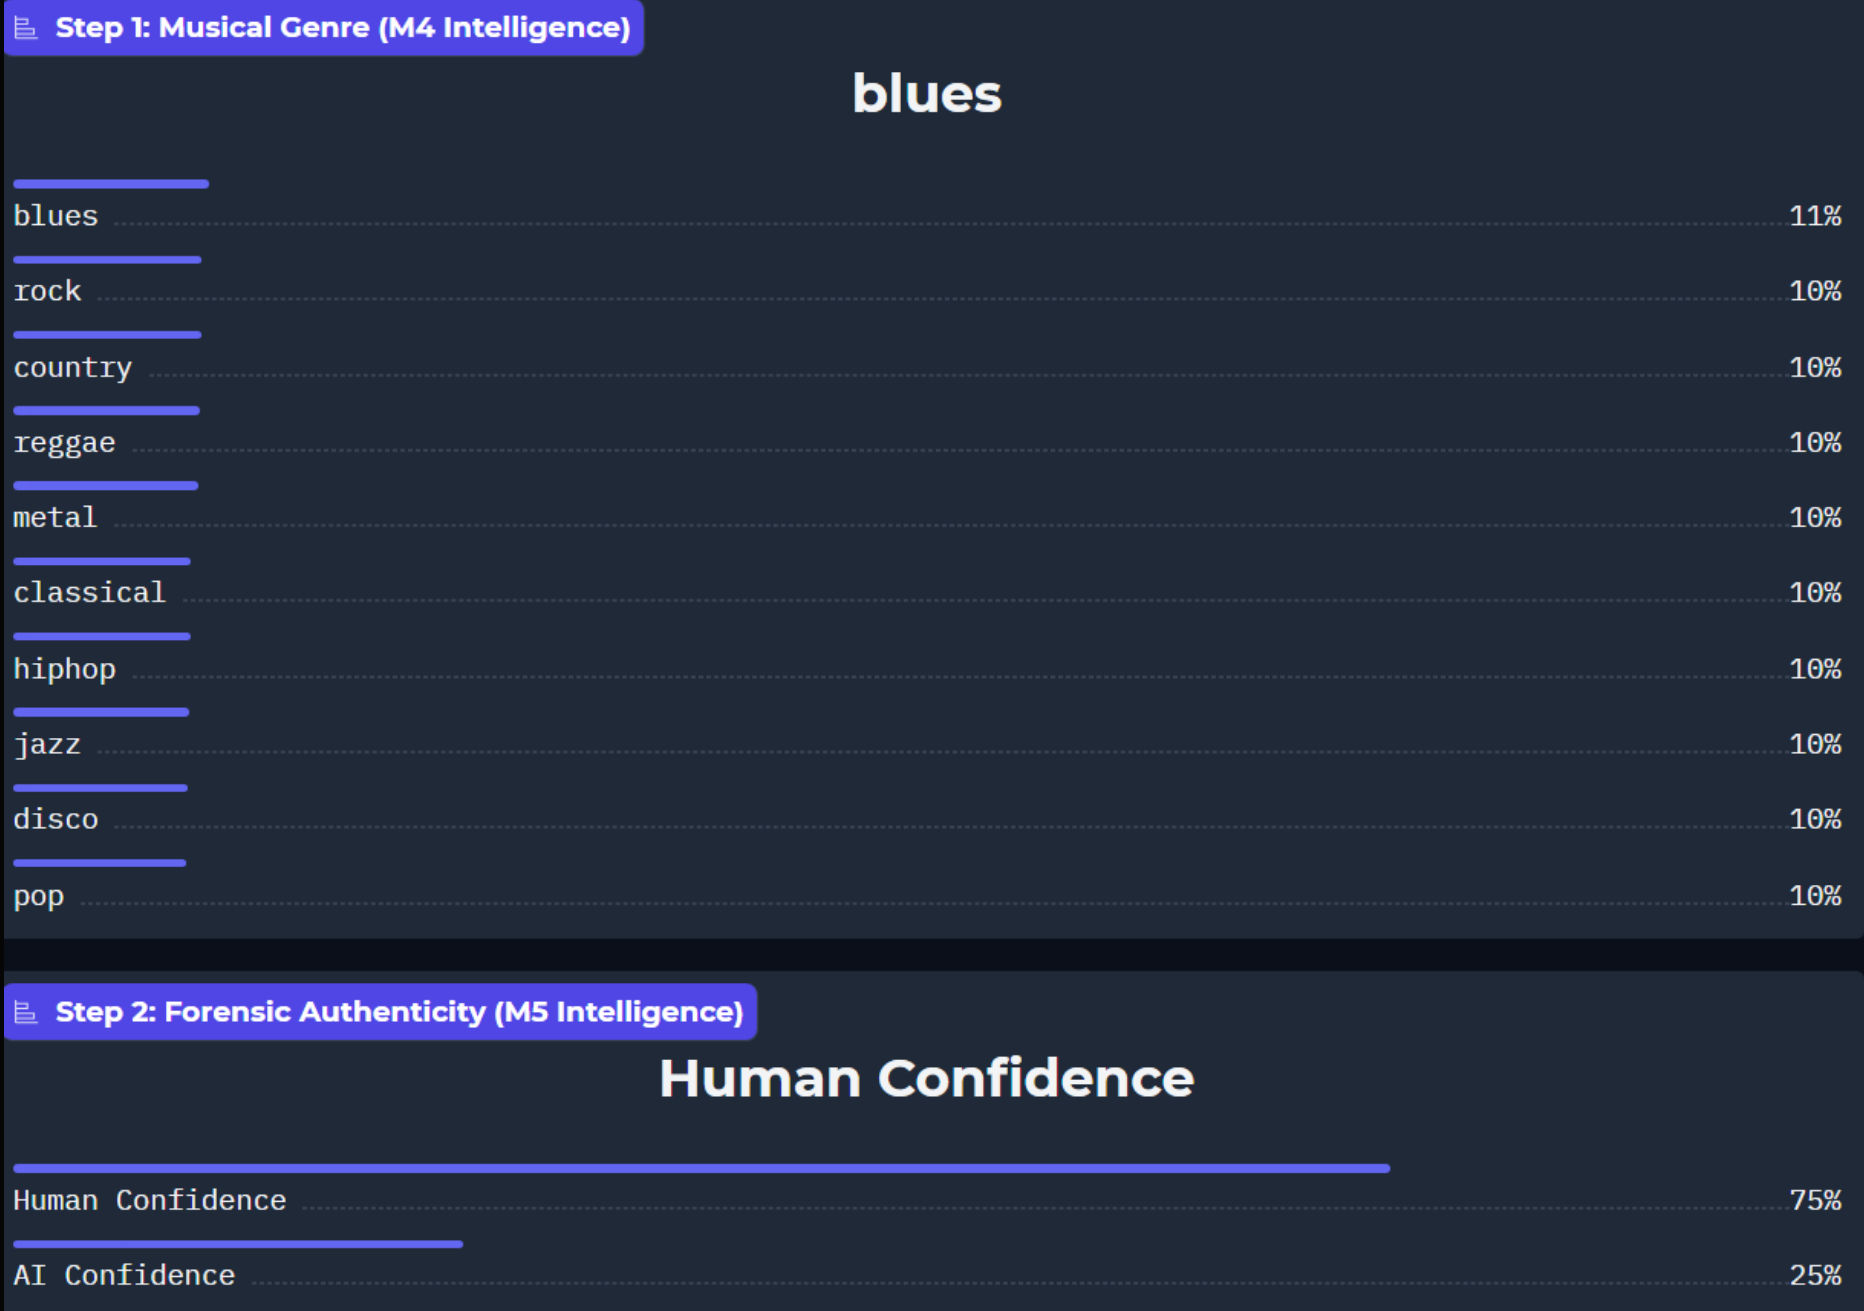 Step 1: Musical Genre (M4 Intelligence)
blues
blues 11%
rock 10%
country 10%
reggae 10%
metal 10%
classical 10%
hiphop 10%
jazz 10%
disco 10%
pop 10%
Step 2: Forensic Authenticity (M5 Intelligence)
Human Confidence
Human Confidence 75%
AI Confidence 25%